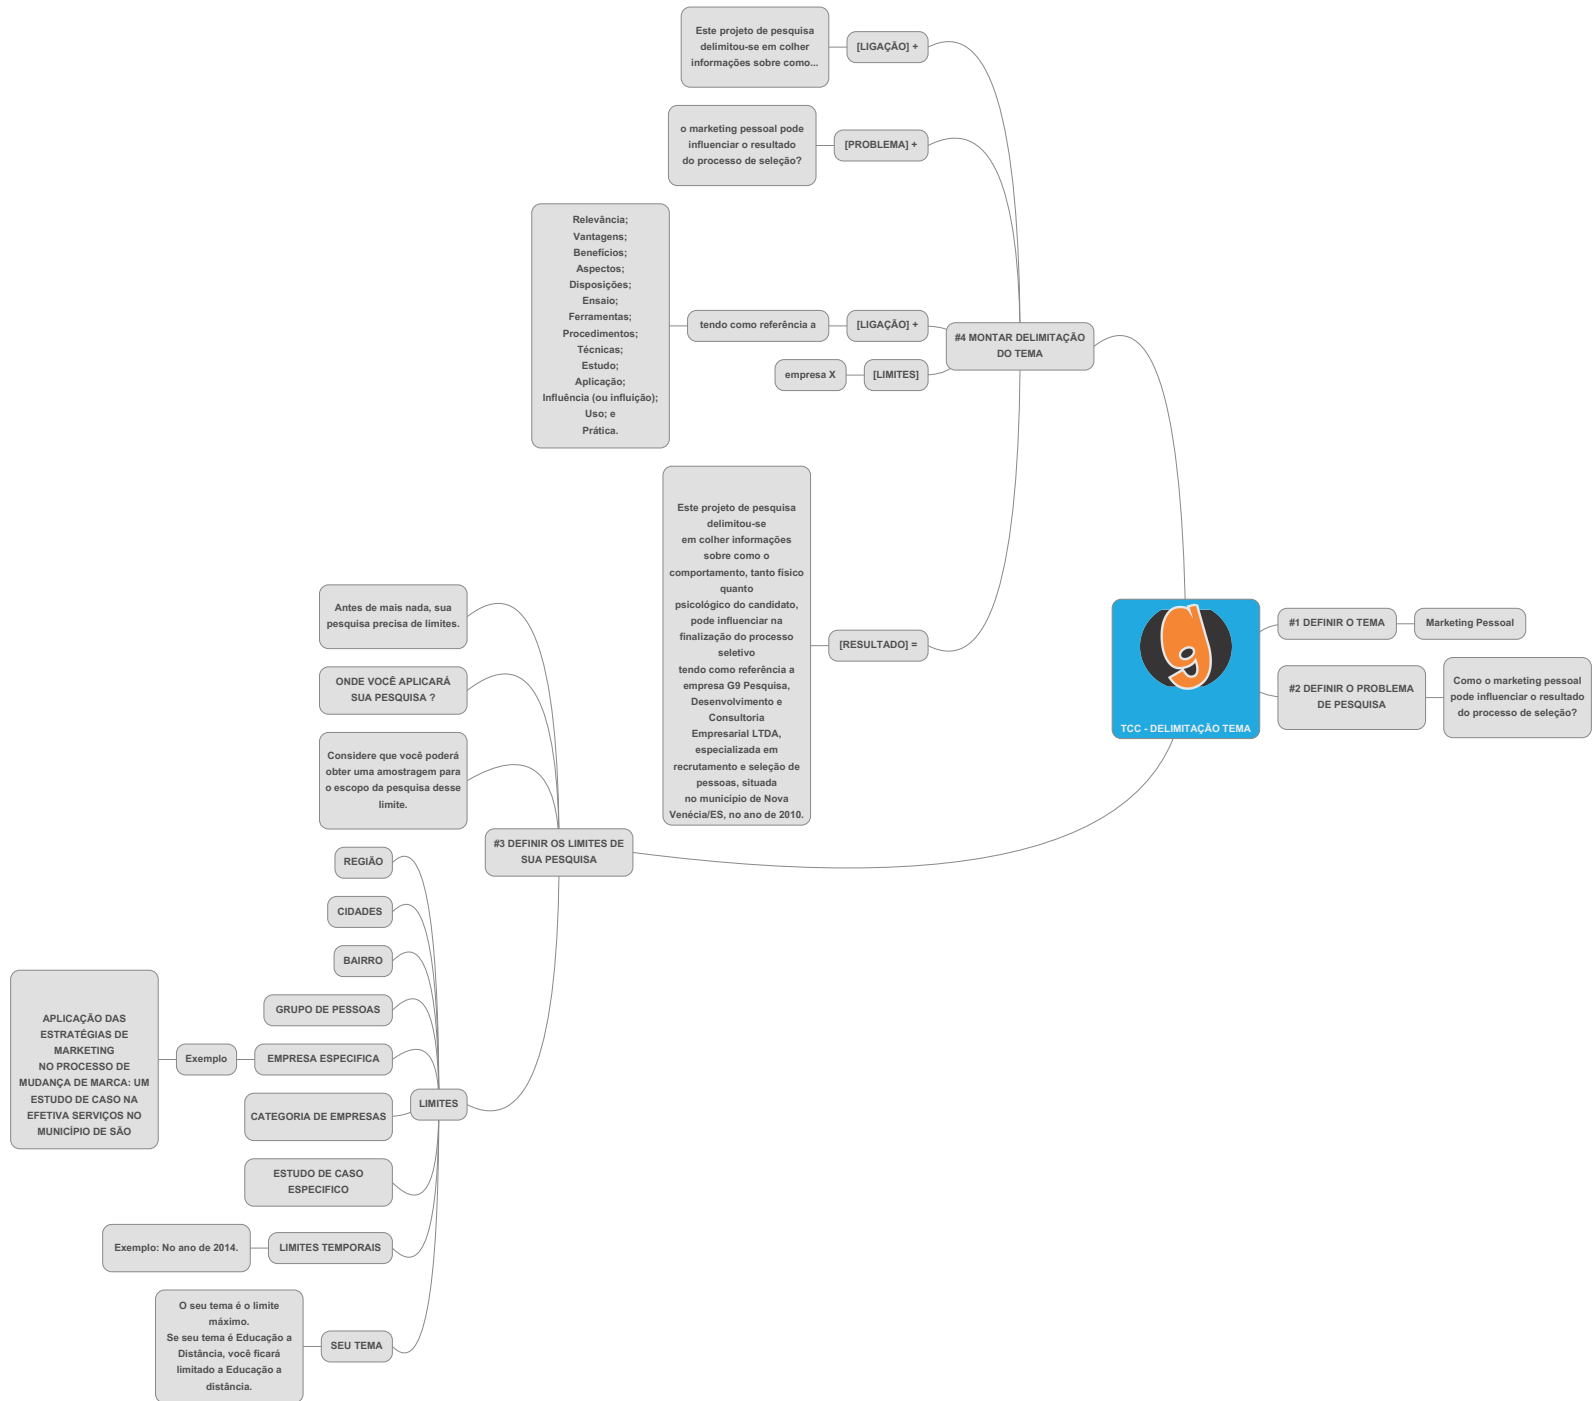 Este projeto de pesquisa
delimitou-se em colher
informações sobre como...
[LIGAÇÃO] +
o marketing pessoal pode
influenciar o resultado
do processo de seleção?
[PROBLEMA] +
Relevância;
Vantagens;
Benefícios;
Aspectos;
Disposições;
Ensaio;
Ferramentas;
Procedimentos;
Técnicas;
Estudo;
Aplicação;
Influência (ou influição);
Uso; e
Prática.
tendo como referência a
[LIGAÇÃO] +
empresa X
[LIMITES]
#4 MONTAR DELIMITAÇÃO
DO TEMA
Este projeto de pesquisa
delimitou-se
em colher informações
sobre como o
comportamento, tanto físico
quanto
psicológico do candidato,
pode influenciar na
finalização do processo
seletivo
tendo como referência a
empresa G9 Pesquisa,
Desenvolvimento e
Consultoria
Empresarial LTDA,
especializada em
recrutamento e seleção de
pessoas, situada
no município de Nova
Venécia/ES, no ano de 2010.
[RESULTADO] =
g
TCC - DELIMITAÇÃO TEMA
#1 DEFINIR O TEMA
Marketing Pessoal
#2 DEFINIR O PROBLEMA
DE PESQUISA
Como o marketing pessoal
pode influenciar o resultado
do processo de seleção?
Antes de mais nada, sua
pesquisa precisa de limites.
ONDE VOCÊ APLICARÁ
SUA PESQUISA ?
Considere que você poderá
obter uma amostragem para
o escopo da pesquisa desse
limite.
#3 DEFINIR OS LIMITES DE
SUA PESQUISA
REGIÃO
CIDADES
BAIRRO
GRUPO DE PESSOAS
APLICAÇÃO DAS
ESTRATÉGIAS DE
MARKETING
NO PROCESSO DE
MUDANÇA DE MARCA: UM
ESTUDO DE CASO NA
EFETIVA SERVIÇOS NO
MUNICÍPIO DE SÃO
Exemplo
EMPRESA ESPECIFICA
CATEGORIA DE EMPRESAS
LIMITES
ESTUDO DE CASO
ESPECIFICO
Exemplo: No ano de 2014.
LIMITES TEMPORAIS
O seu tema é o limite
máximo.
Se seu tema é Educação a
Distância, você ficará
limitado a Educação a
distância.
SEU TEMA